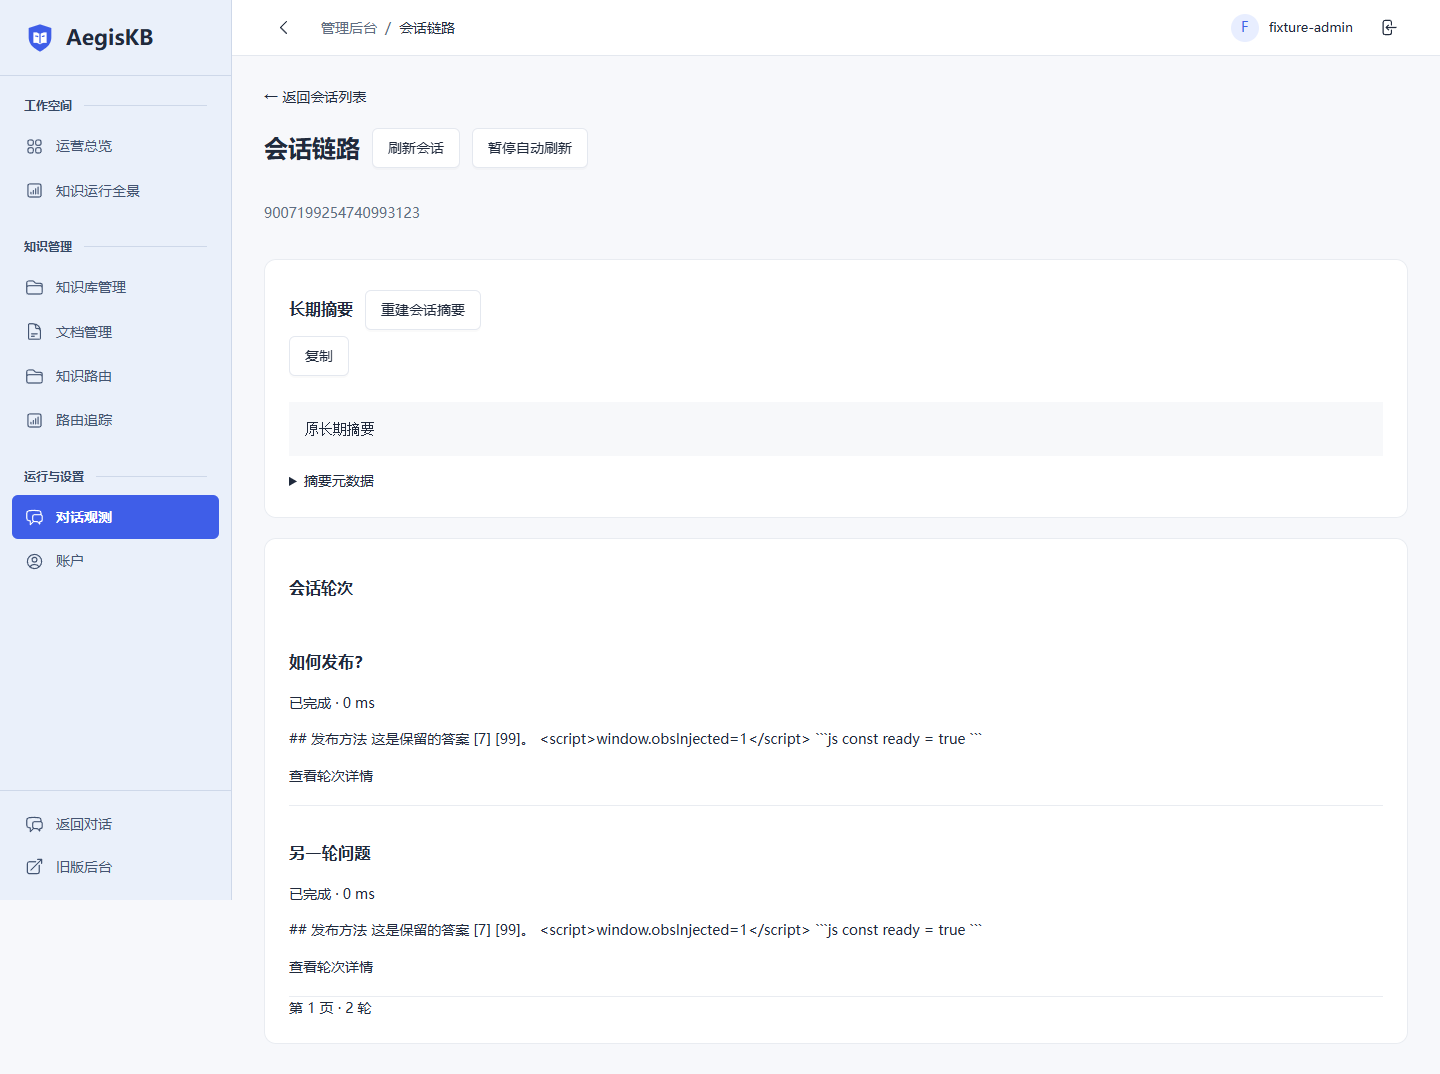 AegisKB
管理后台 / 会话链路
F fixture-admin
工作空间
运营总览
知识运行全景
知识管理
知识库管理
文档管理
知识路由
路由追踪
运行与设置
对话观测
账户
返回对话
旧版后台
← 返回会话列表
会话链路 刷新会话 暂停自动刷新
9007199254740993123
长期摘要 重建会话摘要
复制
原长期摘要
▶ 摘要元数据
会话轮次
如何发布？
已完成 · 0 ms
## 发布方法 这是保留的答案 [7] [99]。 <script>window.obsInjected=1</script> ```js const ready = true ```
查看轮次详情
另一轮问题
已完成 · 0 ms
## 发布方法 这是保留的答案 [7] [99]。 <script>window.obsInjected=1</script> ```js const ready = true ```
查看轮次详情
第 1 页 · 2 轮